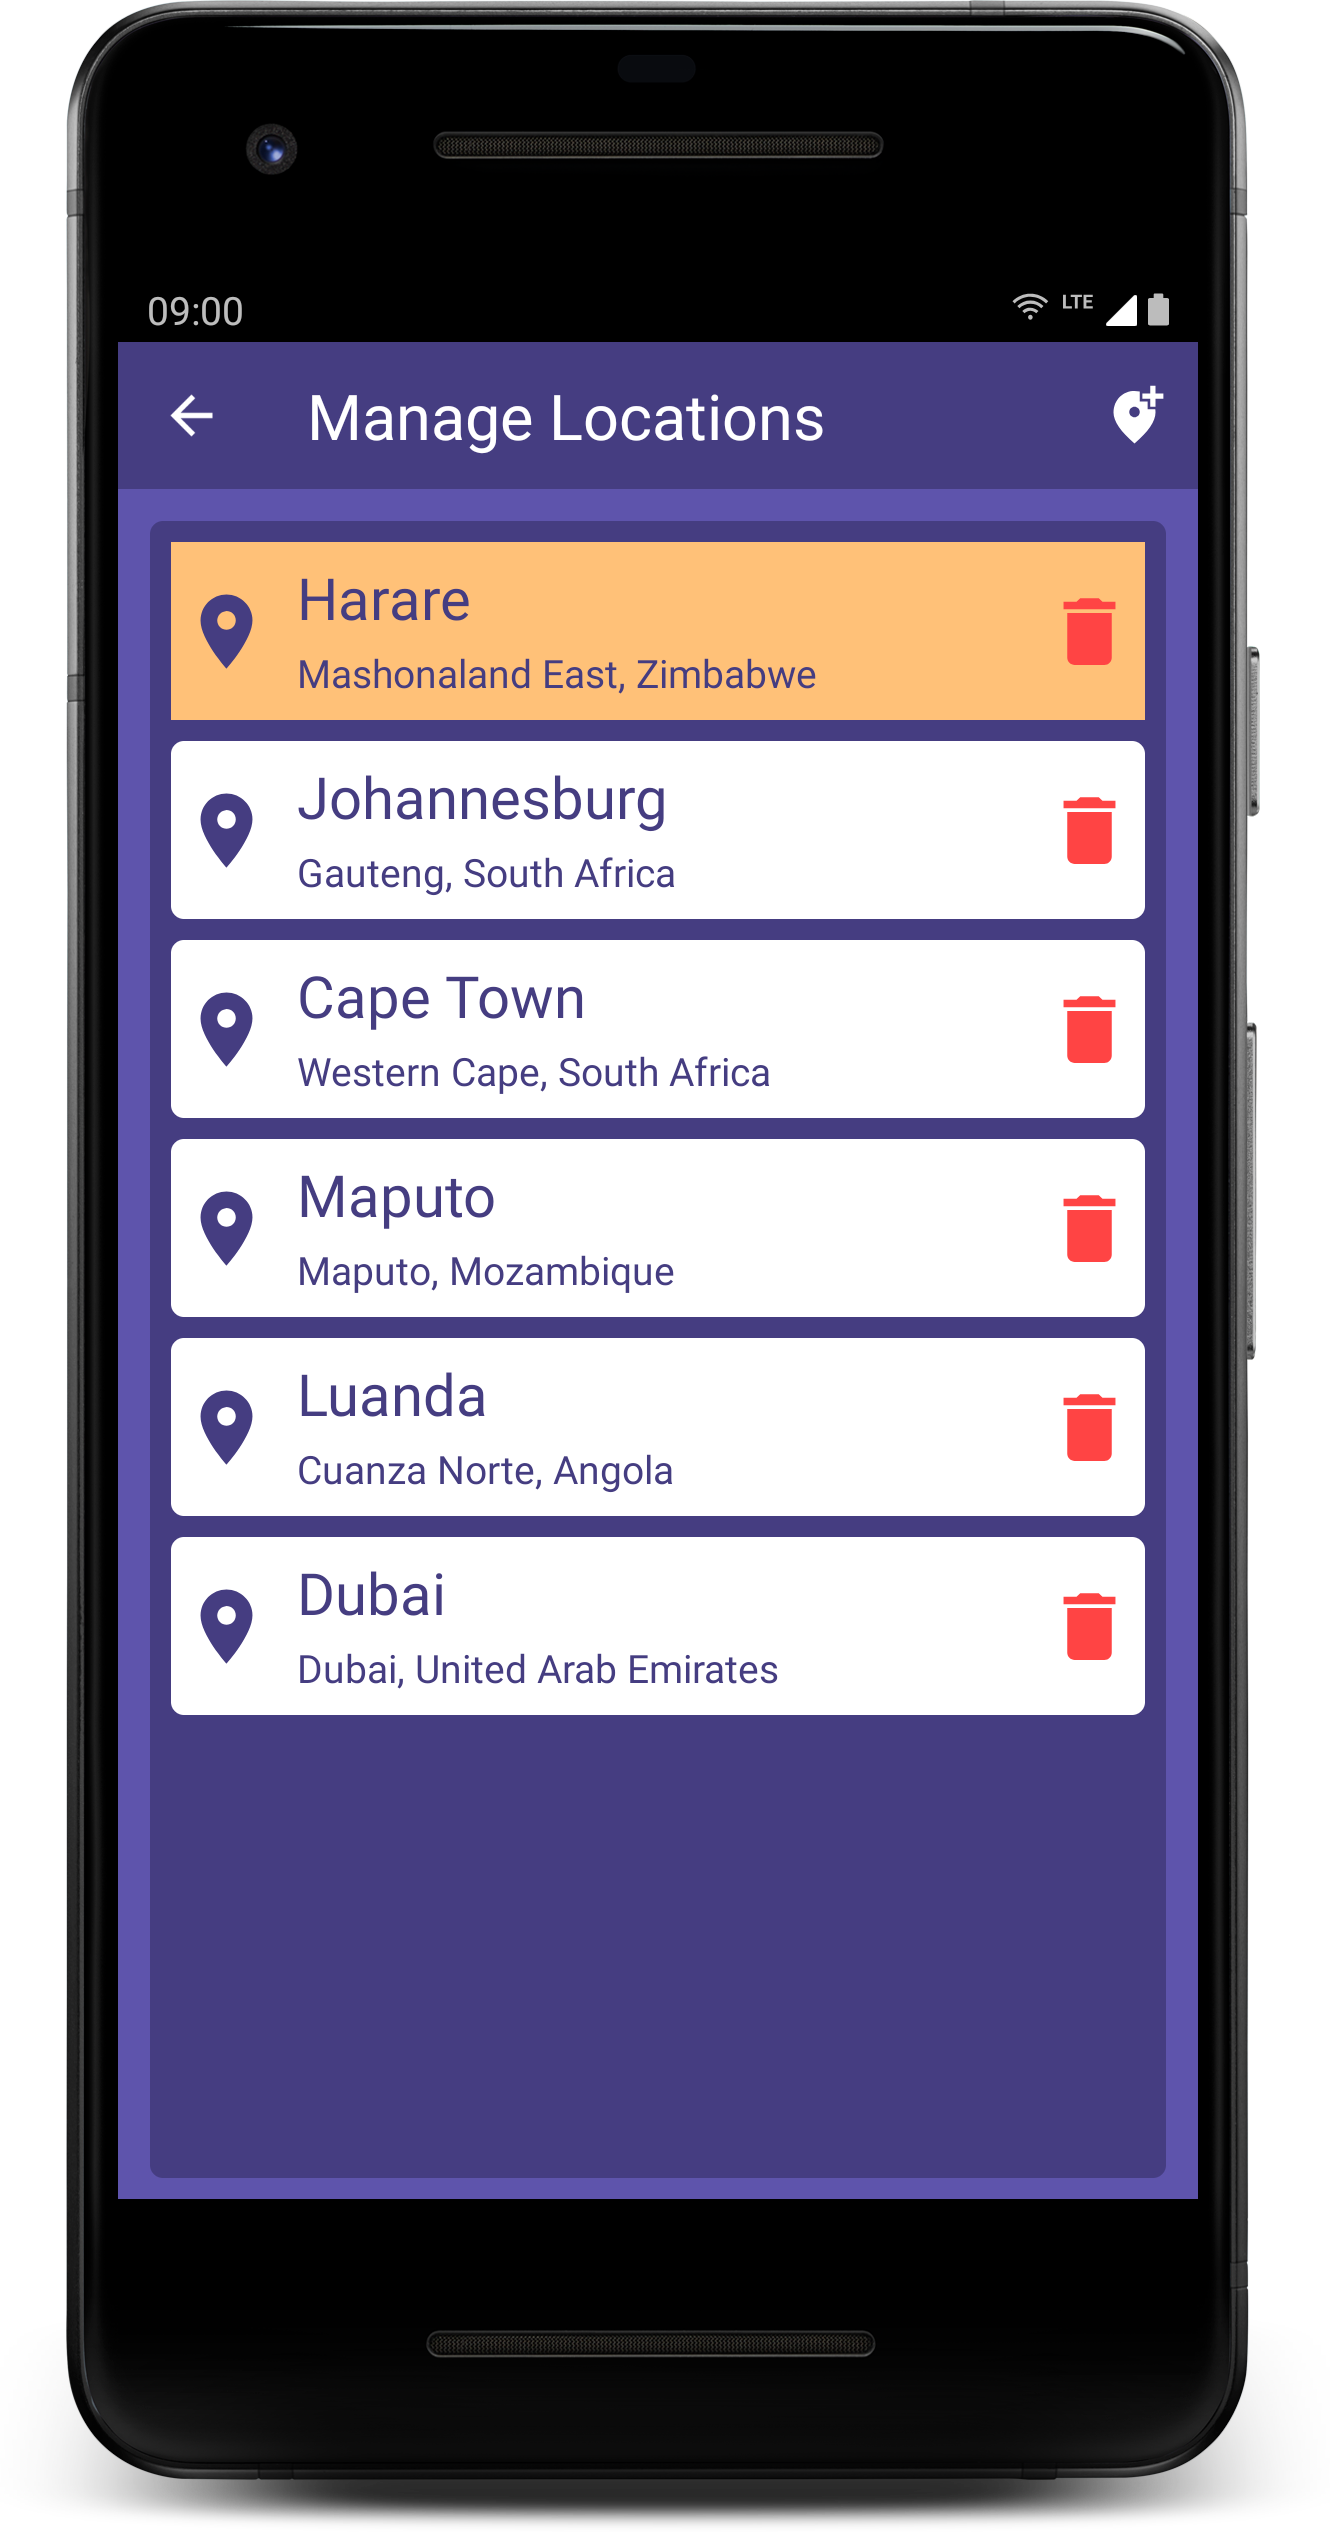 09:00
LTE
Manage Locations
Harare
Mashonaland East, Zimbabwe
Johannesburg
Gauteng, South Africa
Cape Town
Western Cape, South Africa
Maputo
Maputo, Mozambique
Luanda
Cuanza Norte, Angola
Dubai
Dubai, United Arab Emirates